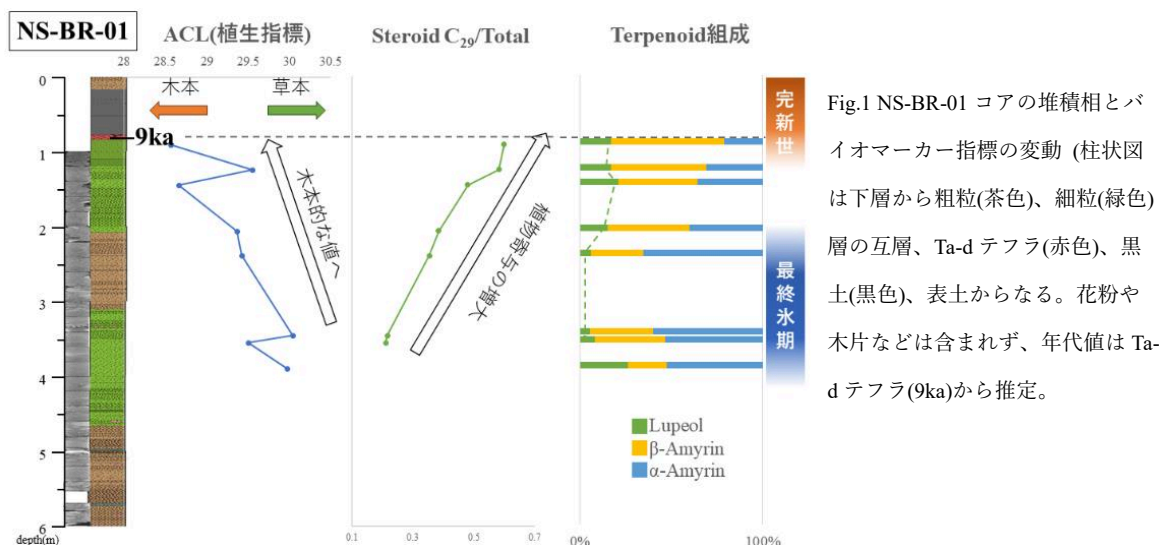 NS-BR-01
ACL(植生指標)
28 28.5 29 29.5 30 30.5
木本
草本
Steroid C₂₉/Total
Terpenoid組成
0
9ka
1
2
3
4
5
6
depth(m)
木本的な値へ
植物寄与の増大
0.1 0.3 0.5 0.7
Lupeol
β-Amyrin
α-Amyrin
0% 100%
完新世
最終氷期
Fig.1 NS-BR-01 コアの堆積相とバ
イオマーカー指標の変動 (柱状図
は下層から粗粒(茶色)、細粒(緑色)
層の互層、Ta-d テフラ(赤色)、黒
土(黒色)、表土からなる。花粉や
木片などは含まれず、年代値は Ta-
d テフラ(9ka)から推定。